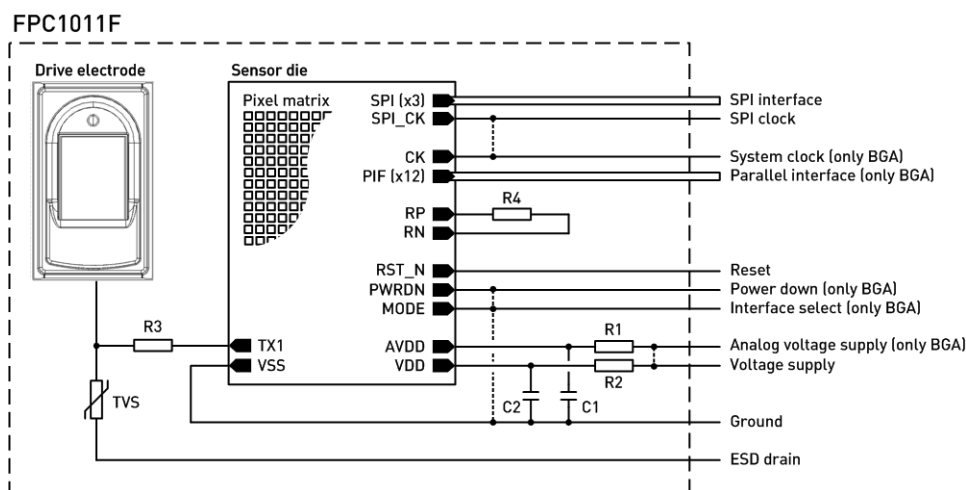 FPC1011F
Drive electrode
Sensor die
Pixel matrix
SPI (x3)
SPI interface
SPI_CK
SPI clock
CK
System clock (only BGA)
PIF (x12)
Parallel interface (only BGA)
RP
R4
RN
RST_N
Reset
PWRDN
Power down (only BGA)
MODE
Interface select (only BGA)
R3
TX1
AVDD
R1
Analog voltage supply (only BGA)
VSS
VDD
R2
Voltage supply
TVS
C2
C1
Ground
ESD drain